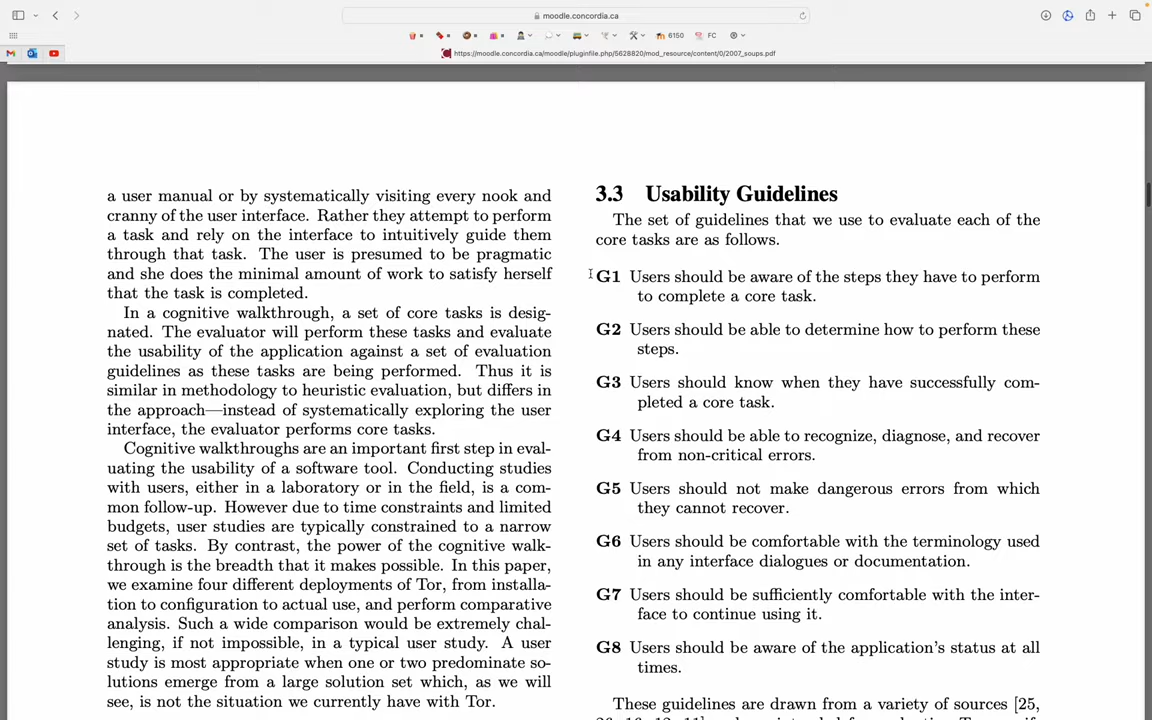 moodle.concordia.ca
6150
FC
https://moodle.concordia.ca/moodle/pluginfile.php/5628820/mod_resource/content/0/2007_soups.pdf
a user manual or by systematically visiting every nook and
cranny of the user interface. Rather they attempt to perform
a task and rely on the interface to intuitively guide them
through that task. The user is presumed to be pragmatic
and she does the minimal amount of work to satisfy herself
that the task is completed.
In a cognitive walkthrough, a set of core tasks is desig-
nated. The evaluator will perform these tasks and evaluate
the usability of the application against a set of evaluation
guidelines as these tasks are being performed. Thus it is
similar in methodology to heuristic evaluation, but differs in
the approach—instead of systematically exploring the user
interface, the evaluator performs core tasks.
Cognitive walkthroughs are an important first step in eval-
uating the usability of a software tool. Conducting studies
with users, either in a laboratory or in the field, is a com-
mon follow-up. However due to time constraints and limited
budgets, user studies are typically constrained to a narrow
set of tasks. By contrast, the power of the cognitive walk-
through is the breadth that it makes possible. In this paper,
we examine four different deployments of Tor, from installa-
tion to configuration to actual use, and perform comparative
analysis. Such a wide comparison would be extremely chal-
lenging, if not impossible, in a typical user study. A user
study is most appropriate when one or two predominate so-
lutions emerge from a large solution set which, as we will
see, is not the situation we currently have with Tor.
3.3 Usability Guidelines
The set of guidelines that we use to evaluate each of the
core tasks are as follows.
G1 Users should be aware of the steps they have to perform
to complete a core task.
G2 Users should be able to determine how to perform these
steps.
G3 Users should know when they have successfully com-
pleted a core task.
G4 Users should be able to recognize, diagnose, and recover
from non-critical errors.
G5 Users should not make dangerous errors from which
they cannot recover.
G6 Users should be comfortable with the terminology used
in any interface dialogues or documentation.
G7 Users should be sufficiently comfortable with the inter-
face to continue using it.
G8 Users should be aware of the application's status at all
times.
These guidelines are drawn from a variety of sources [25,